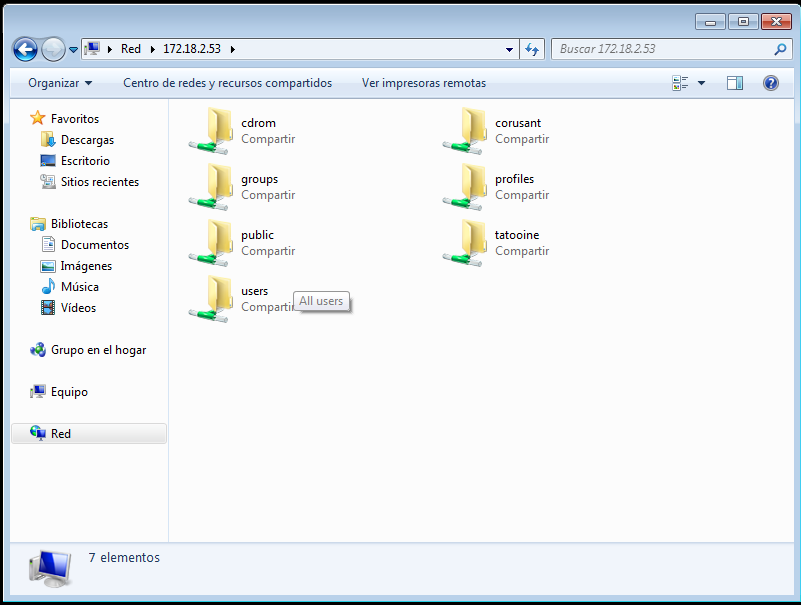 Red 172.18.2.53
Buscar 172.18.2.53
Organizar Centro de redes y recursos compartidos Ver impresoras remotas
Favoritos
Descargas
Escritorio
Sitios recientes
Bibliotecas
Documentos
Imágenes
Música
Vídeos
Grupo en el hogar
Equipo
Red
cdrom
Compartir
corusant
Compartir
groups
Compartir
profiles
Compartir
public
Compartir
tatooine
Compartir
users
Compartir
All users
7 elementos